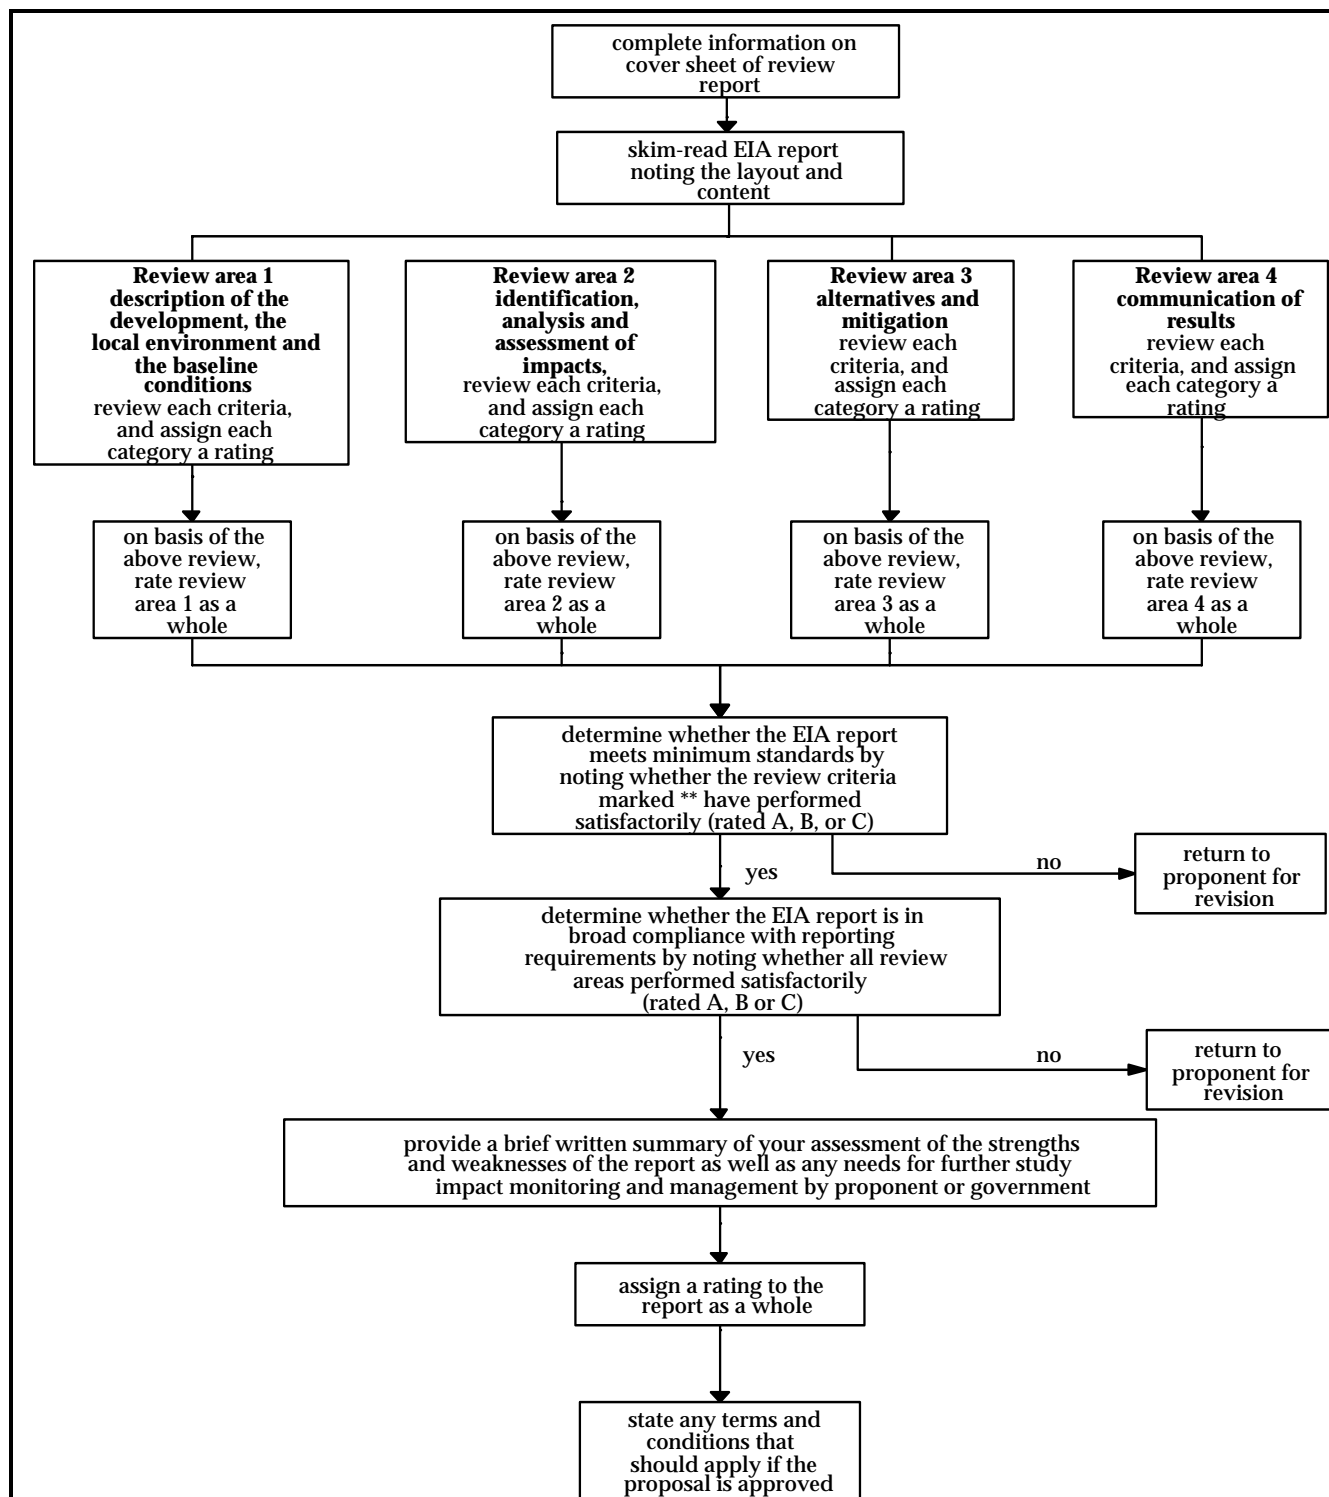 complete information on
cover sheet of review
report
skim-read EIA report
noting the layout and
content
Review area 1
description of the
development, the
local environment and
the baseline
conditions
review each criteria,
and assign each
category a rating
Review area 2
identification,
analysis and
assessment of
impacts,
review each criteria,
and assign each
category a rating
Review area 3
alternatives and
mitigation
review each
criteria, and
assign each
category a rating
Review area 4
communication of
results
review each
criteria, and assign
each category a
rating
on basis of the
above review,
rate review
area 1 as a
whole
on basis of the
above review,
rate review
area 2 as a
whole
on basis of the
above review,
rate review
area 3 as a
whole
on basis of the
above review,
rate review
area 4 as a
whole
determine whether the EIA report
meets minimum standards by
noting whether the review criteria
marked ** have performed
satisfactorily (rated A, B, or C)
yes
no
return to
proponent for
revision
determine whether the EIA report is in
broad compliance with reporting
requirements by noting whether all review
areas performed satisfactorily
(rated A, B or C)
yes
no
return to
proponent for
revision
provide a brief written summary of your assessment of the strengths
and weaknesses of the report as well as any needs for further study
impact monitoring and management by proponent or government
assign a rating to the
report as a whole
state any terms and
conditions that
should apply if the
proposal is approved